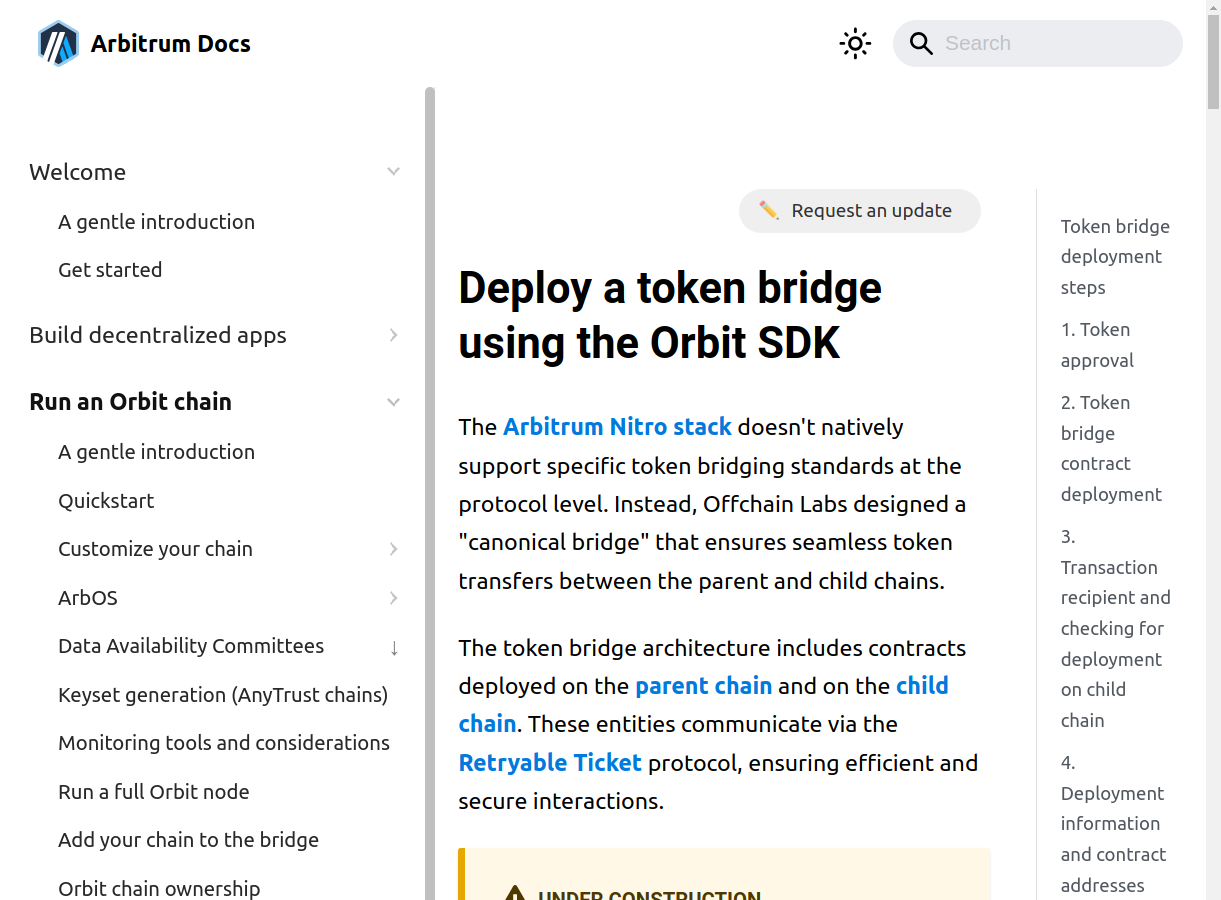 Arbitrum Docs
Search
Welcome
A gentle introduction
Get started
Build decentralized apps
Run an Orbit chain
A gentle introduction
Quickstart
Customize your chain
ArbOS
Data Availability Committees ↓
Keyset generation (AnyTrust chains)
Monitoring tools and considerations
Run a full Orbit node
Add your chain to the bridge
Orbit chain ownership
Request an update
Deploy a token bridge
using the Orbit SDK
The Arbitrum Nitro stack doesn't natively
support specific token bridging standards at the
protocol level. Instead, Offchain Labs designed a
"canonical bridge" that ensures seamless token
transfers between the parent and child chains.
The token bridge architecture includes contracts
deployed on the parent chain and on the child
chain. These entities communicate via the
Retryable Ticket protocol, ensuring efficient and
secure interactions.
UNDER CONSTRUCTION
Token bridge
deployment
steps
1. Token
approval
2. Token
bridge
contract
deployment
3.
Transaction
recipient and
checking for
deployment
on child
chain
4.
Deployment
information
and contract
addresses